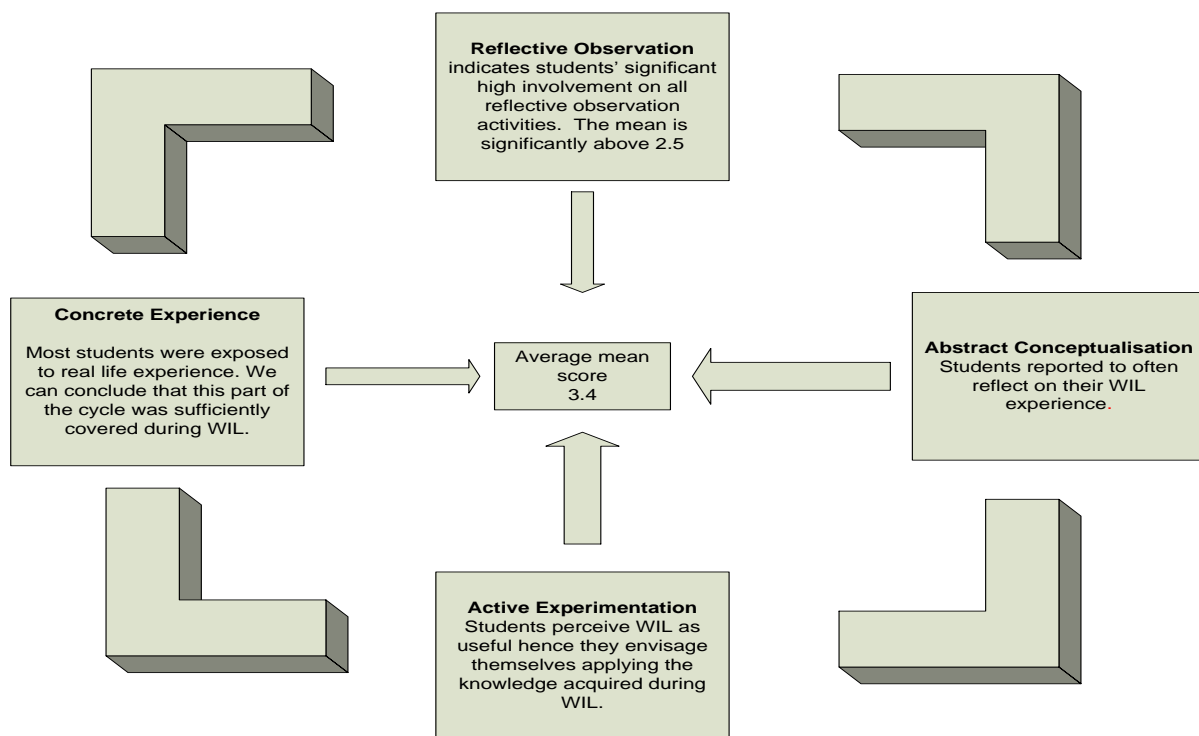 Reflective Observation
indicates students' significant
high involvement on all
reflective observation
activities. The mean is
significantly above 2.5
Concrete Experience
Most students were exposed
to real life experience. We
can conclude that this part of
the cycle was sufficiently
covered during WIL.
Average mean
score
3.4
Abstract Conceptualisation
Students reported to often
reflect on their WIL
experience.
Active Experimentation
Students perceive WIL as
useful hence they envisage
themselves applying the
knowledge acquired during
WIL.